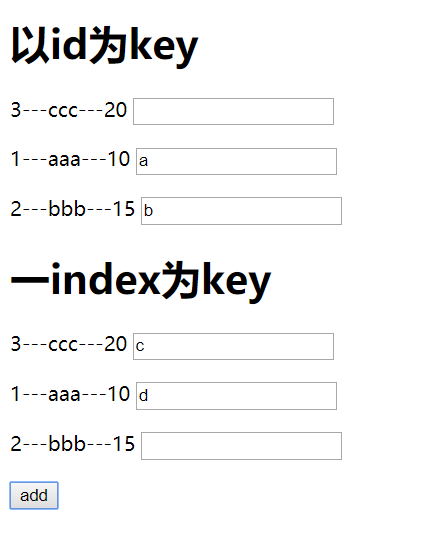 以id为key
3---ccc---20
1---aaa---10 a
2---bbb---15 b
一index为key
3---ccc---20 c
1---aaa---10 d
2---bbb---15
add